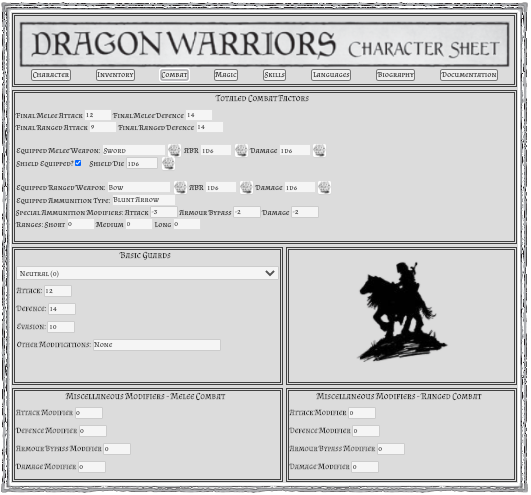 DRAGON WARRIORS CHARACTER SHEET
Character Inventory Combat Magic Skills Languages Biography Documentation
Totaled Combat Factors
Final Melee Attack 12 Final Melee Defence 14
Final Ranged Attack 9 Final Ranged Defence 14
Equipped Melee Weapon: Sword ABR 1d6 Damage 1d6
Shield Equipped? Shield Die 1d6
Equipped Ranged Weapon: Bow ABR 1d6 Damage 1d6
Equipped Ammunition Type: Blunt Arrow
Special Ammunition Modifiers: Attack -3 Armour Bypass -2 Damage -2
Ranges: Short 0 Medium 0 Long 0
Basic Guards
Neutral (0)
Attack: 12
Defence: 14
Evasion: 10
Other Modifications: None
Miscellaneous Modifiers - Melee Combat
Attack Modifier 0
Defence Modifier 0
Armour Bypass Modifier 0
Damage Modifier 0
Miscellaneous Modifiers - Ranged Combat
Attack Modifier 0
Defence Modifier 0
Armour Bypass Modifier 0
Damage Modifier 0